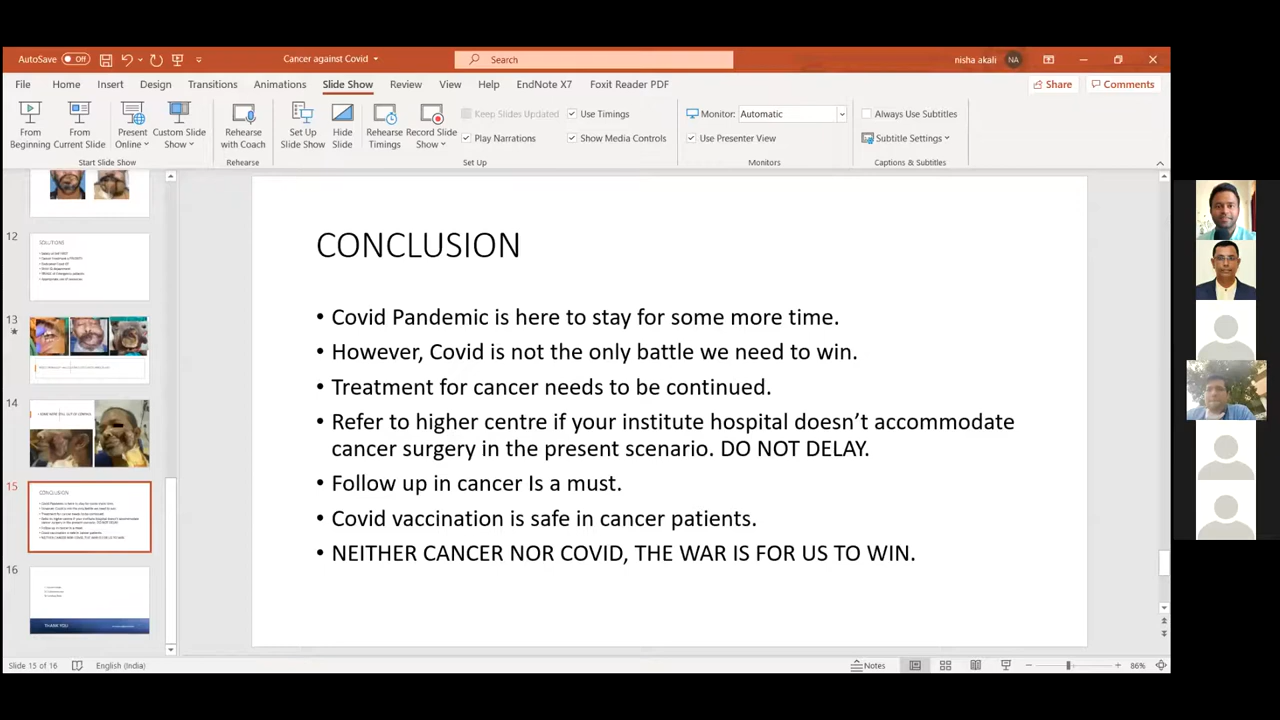 AutoSave Off
Cancer against Covid
Search
nisha akali NA
File Home Insert Design Transitions Animations Slide Show Review View Help EndNote X7 Foxit Reader PDF
Share Comments
From Beginning
From Current Slide
Present Online
Custom Slide Show
Rehearse with Coach
Set Up Slide Show
Hide Slide
Rehearse Timings
Record Slide Show
Keep Slides Updated
Play Narrations
Use Timings
Show Media Controls
Monitor: Automatic
Use Presenter View
Always Use Subtitles
Subtitle Settings
Start Slide Show
Rehearse
Set Up
Monitors
Captions & Subtitles
12
SOLUTIONS
13
14
15
CONCLUSION
16
THANK YOU
CONCLUSION
• Covid Pandemic is here to stay for some more time.
• However, Covid is not the only battle we need to win.
• Treatment for cancer needs to be continued.
• Refer to higher centre if your institute hospital doesn’t accommodate
cancer surgery in the present scenario. DO NOT DELAY.
• Follow up in cancer Is a must.
• Covid vaccination is safe in cancer patients.
• NEITHER CANCER NOR COVID, THE WAR IS FOR US TO WIN.
Slide 15 of 16
English (India)
Notes
86%